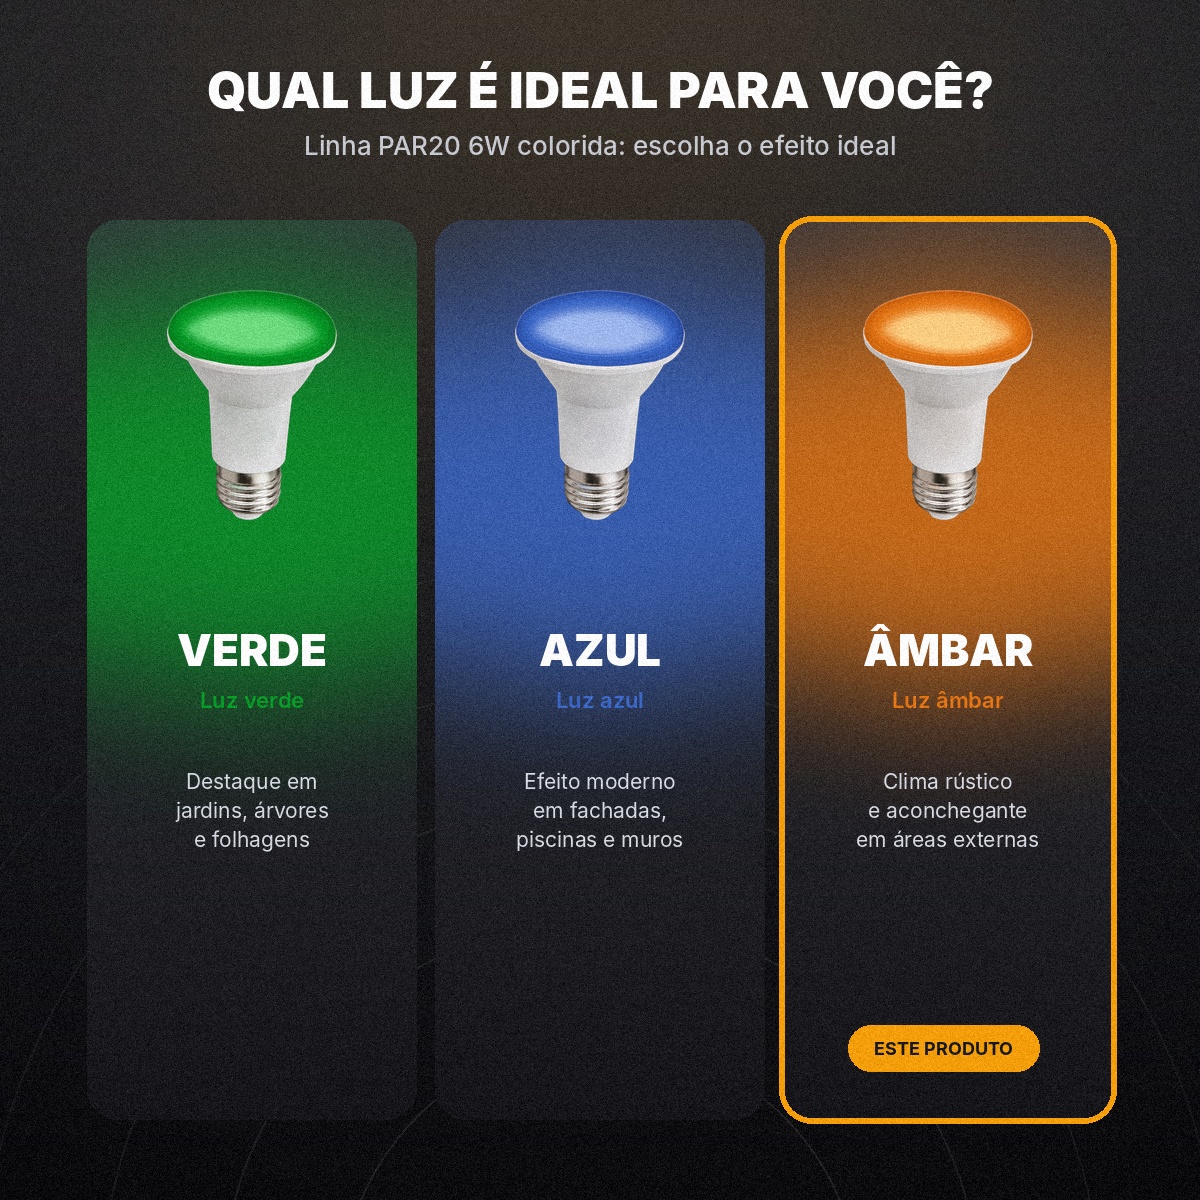 QUAL LUZ É IDEAL PARA VOCÊ?
Linha PAR20 6W colorida: escolha o efeito ideal
VERDE
Luz verde
Destaque em
jardins, árvores
e folhagens
AZUL
Luz azul
Efeito moderno
em fachadas,
piscinas e muros
ÂMBAR
Luz âmbar
Clima rústico
e aconchegante
em áreas externas
ESTE PRODUTO